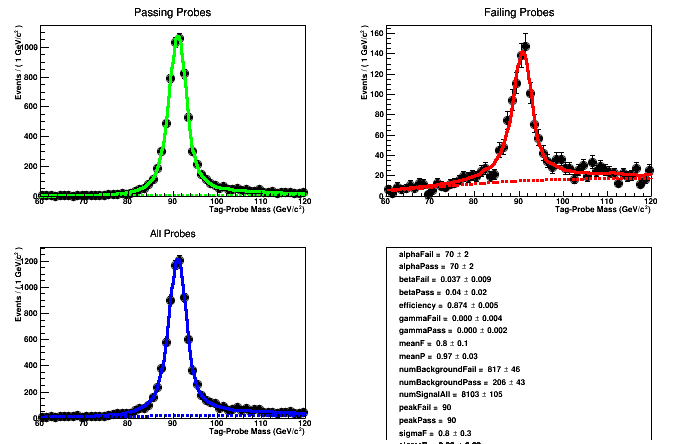 Passing Probes
Events / ( 1 GeV/c² )
1000
800
600
400
200
0
60 70 80 90 100 110 120
Tag-Probe Mass (GeV/c²)
Failing Probes
Events / ( 1 GeV/c² )
160
140
120
100
80
60
40
20
0
60 70 80 90 100 110 120
Tag-Probe Mass (GeV/c²)
All Probes
Events / ( 1 GeV/c² )
1200
1000
800
600
400
200
0
60 70 80 90 100 110 120
Tag-Probe Mass (GeV/c²)
alphaFail = 70 ± 2
alphaPass = 70 ± 2
betaFail = 0.037 ± 0.009
betaPass = 0.04 ± 0.02
efficiency = 0.874 ± 0.005
gammaFail = 0.000 ± 0.004
gammaPass = 0.000 ± 0.002
meanF = 0.8 ± 0.1
meanP = 0.97 ± 0.03
numBackgroundFail = 817 ± 46
numBackgroundPass = 206 ± 43
numSignalAll = 8103 ± 105
peakFail = 90
peakPass = 90
sigmaF = 0.8 ± 0.3